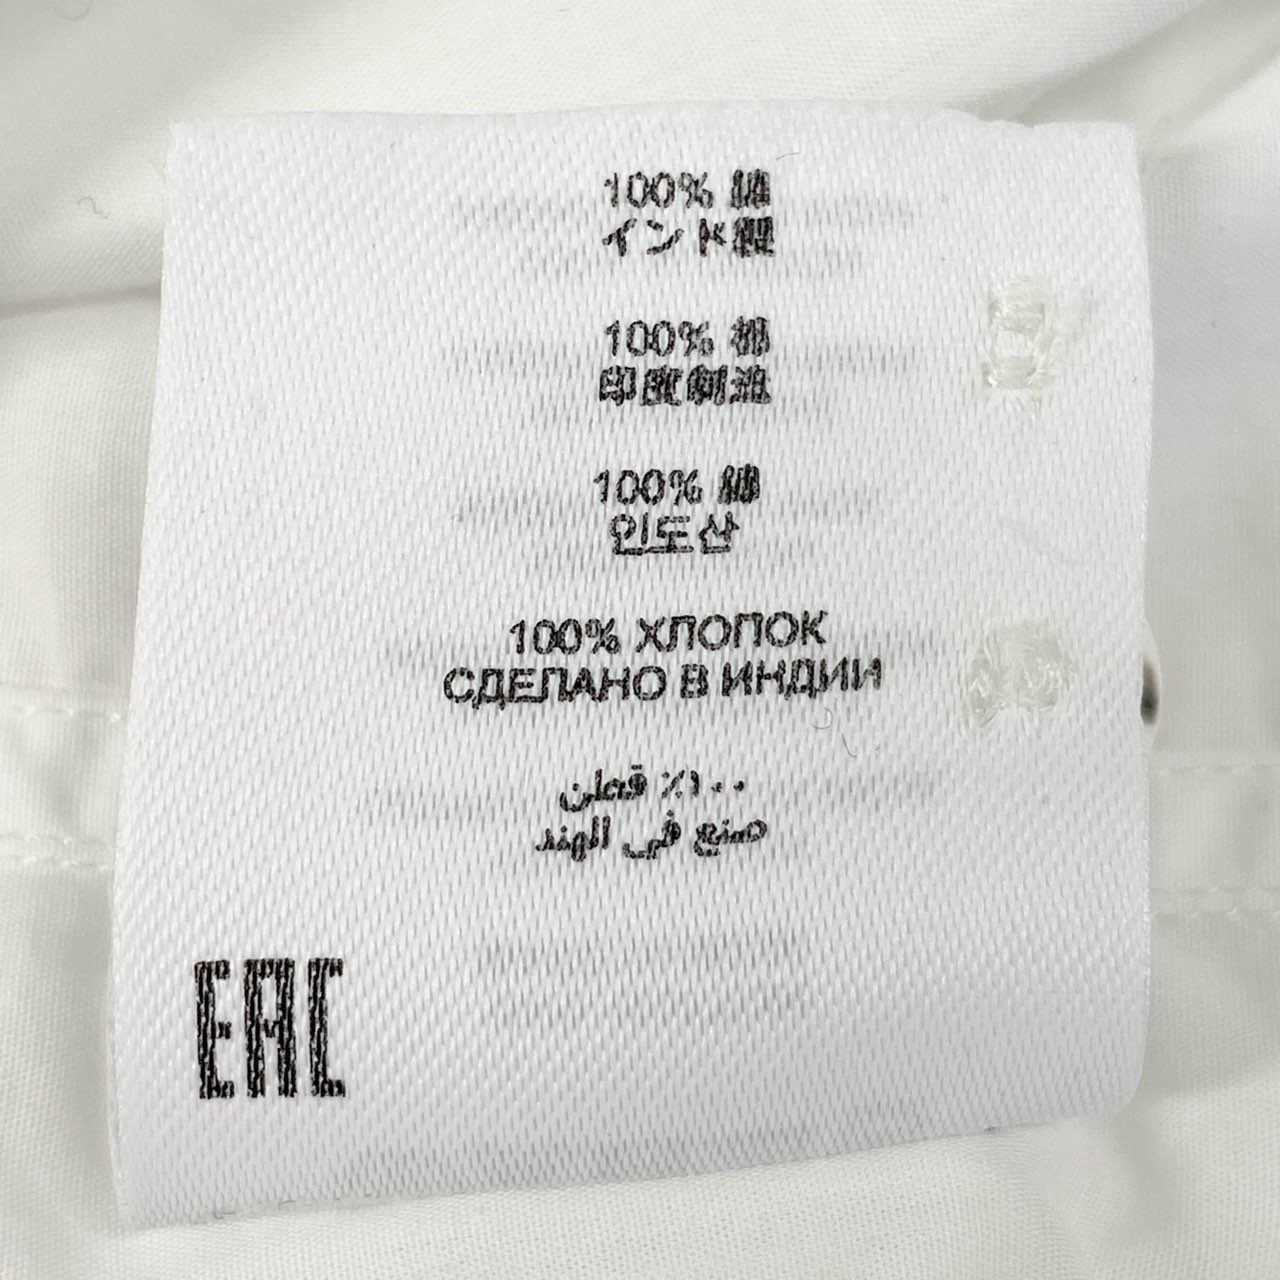 100% 綿
インド製
100% 棉
印度制造
100% 綿
인도산
100% ХЛОПОК
СДЕЛАНО В ИНДИИ
٪١٠٠ قطن
صنع في الهند
EAC